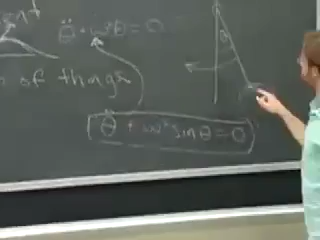 θ̈ + ω²θ = 0
of things
θ̈ + ω² sin θ = 0
θ